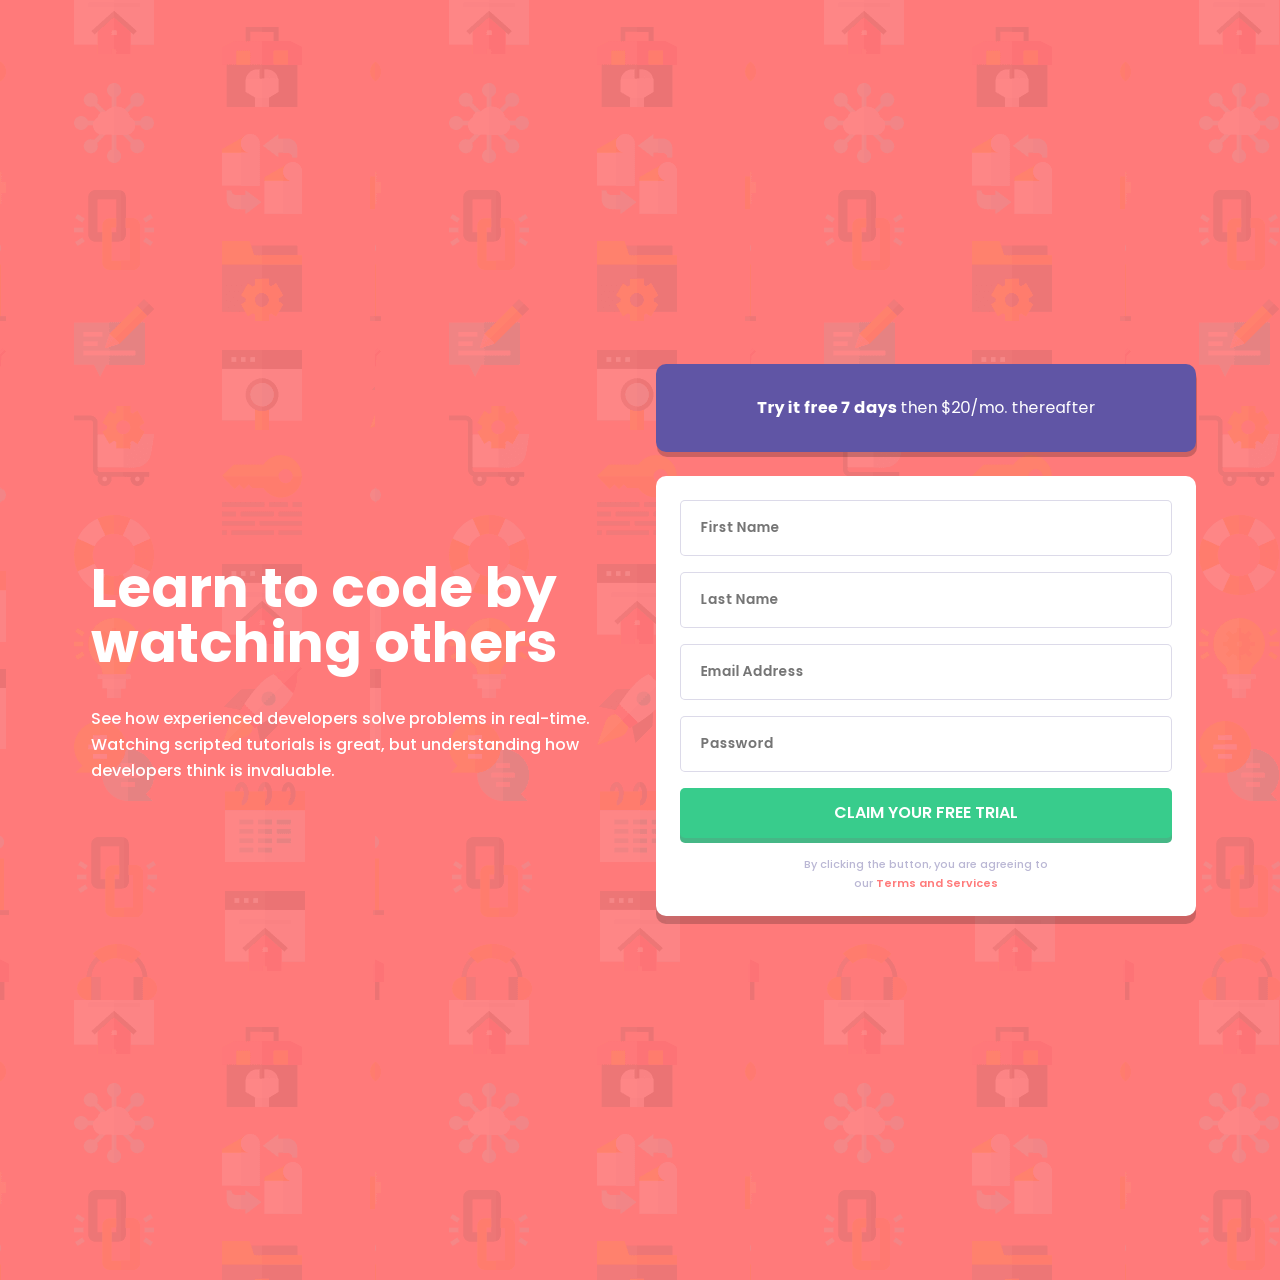 Learn to code by
watching others
See how experienced developers solve problems in real-time.
Watching scripted tutorials is great, but understanding how
developers think is invaluable.
Try it free 7 days then $20/mo. thereafter
First Name
Last Name
Email Address
Password
CLAIM YOUR FREE TRIAL
By clicking the button, you are agreeing to
our Terms and Services